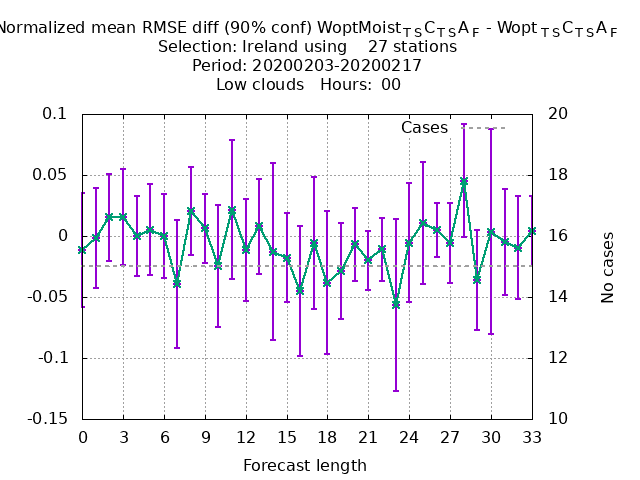 Normalized mean RMSE diff (90% conf) WoptMoist_TSC_TSA_F - Wopt_TSC_TSA_F
Selection: Ireland using 27 stations
Period: 20200203-20200217
Low clouds Hours: 00
0.1
0.05
0
-0.05
-0.1
-0.15
20
18
16
14
12
10
Cases
No cases
0 3 6 9 12 15 18 21 24 27 30 33
Forecast length